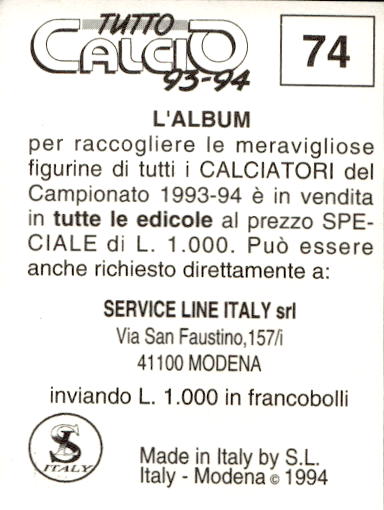 TUTTO
CALCIO
93-94
74
L'ALBUM
per raccogliere le meravigliose
figurine di tutti i CALCIATORI del
Campionato 1993-94 è in vendita
in tutte le edicole al prezzo SPE-
CIALE di L. 1.000. Può essere
anche richiesto direttamente a:
SERVICE LINE ITALY srl
Via San Faustino,157/i
41100 MODENA
inviando L. 1.000 in francobolli
SL
ITALY
Made in Italy by S.L.
Italy - Modena © 1994